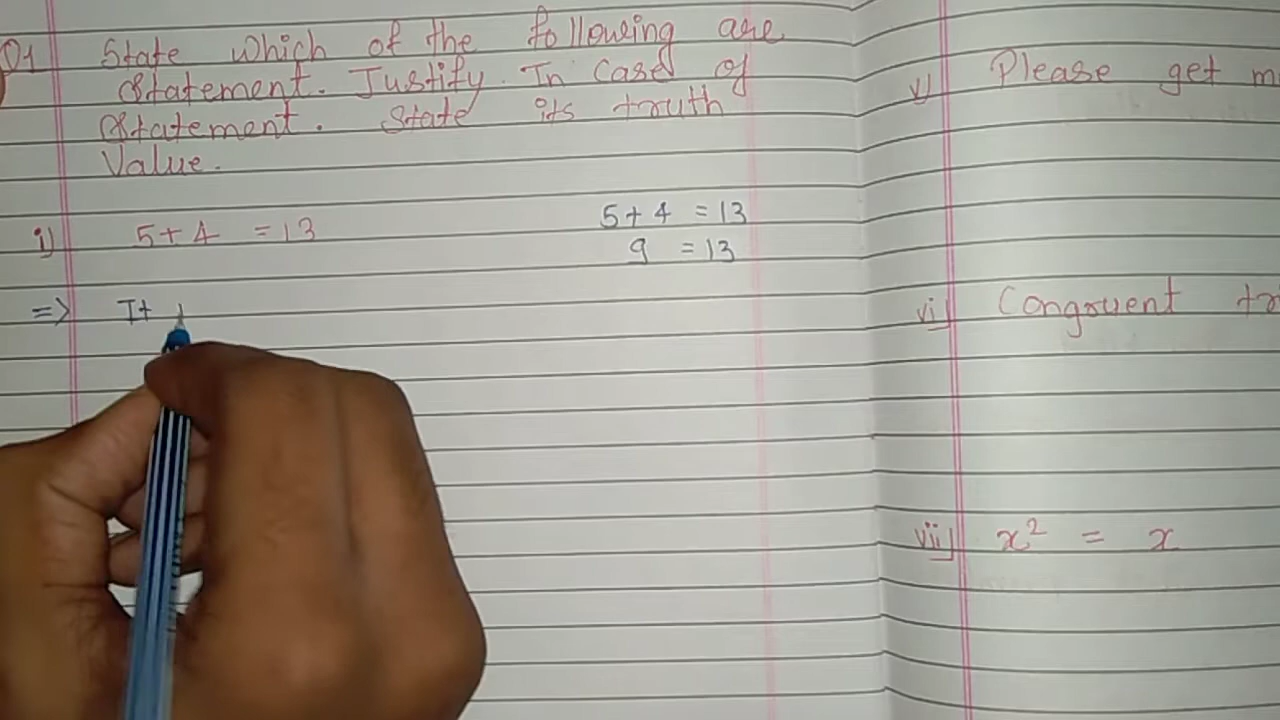 Q1 State which of the following are
statement. Justify. In case of
statement. State its truth
Value.
i) 5+4 =13
5+4 =13
9 =13
=> It
v) Please get
vi) Congruent
vii) x² = x